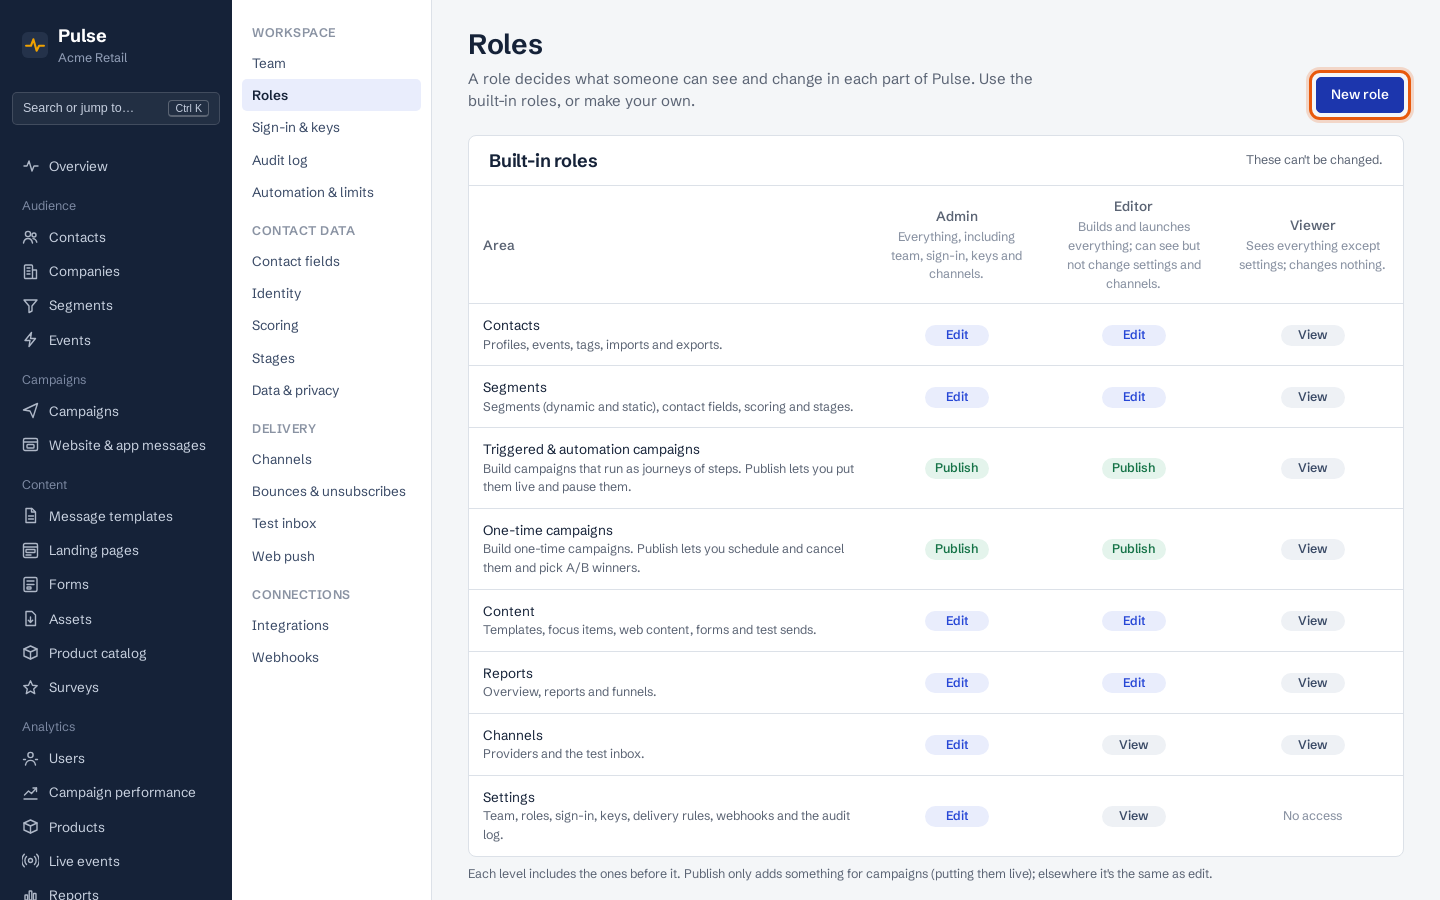 Pulse
Acme Retail
Search or jump to...
Ctrl K
Overview
Audience
Contacts
Companies
Segments
Events
Campaigns
Campaigns
Website & app messages
Content
Message templates
Landing pages
Forms
Assets
Product catalog
Surveys
Analytics
Users
Campaign performance
Products
Live events
Reports
WORKSPACE
Team
Roles
Sign-in & keys
Audit log
Automation & limits
CONTACT DATA
Contact fields
Identity
Scoring
Stages
Data & privacy
DELIVERY
Channels
Bounces & unsubscribes
Test inbox
Web push
CONNECTIONS
Integrations
Webhooks
Roles
A role decides what someone can see and change in each part of Pulse. Use the
built-in roles, or make your own.
New role
Built-in roles
These can't be changed.
Area
Admin
Everything, including
team, sign-in, keys and
channels.
Editor
Builds and launches
everything; can see but
not change settings and
channels.
Viewer
Sees everything except
settings; changes nothing.
Contacts
Profiles, events, tags, imports and exports.
Edit
Edit
View
Segments
Segments (dynamic and static), contact fields, scoring and stages.
Edit
Edit
View
Triggered & automation campaigns
Build campaigns that run as journeys of steps. Publish lets you put
them live and pause them.
Publish
Publish
View
One-time campaigns
Build one-time campaigns. Publish lets you schedule and cancel
them and pick A/B winners.
Publish
Publish
View
Content
Templates, focus items, web content, forms and test sends.
Edit
Edit
View
Reports
Overview, reports and funnels.
Edit
Edit
View
Channels
Providers and the test inbox.
Edit
View
View
Settings
Team, roles, sign-in, keys, delivery rules, webhooks and the audit
log.
Edit
View
No access
Each level includes the ones before it. Publish only adds something for campaigns (putting them live); elsewhere it's the same as edit.